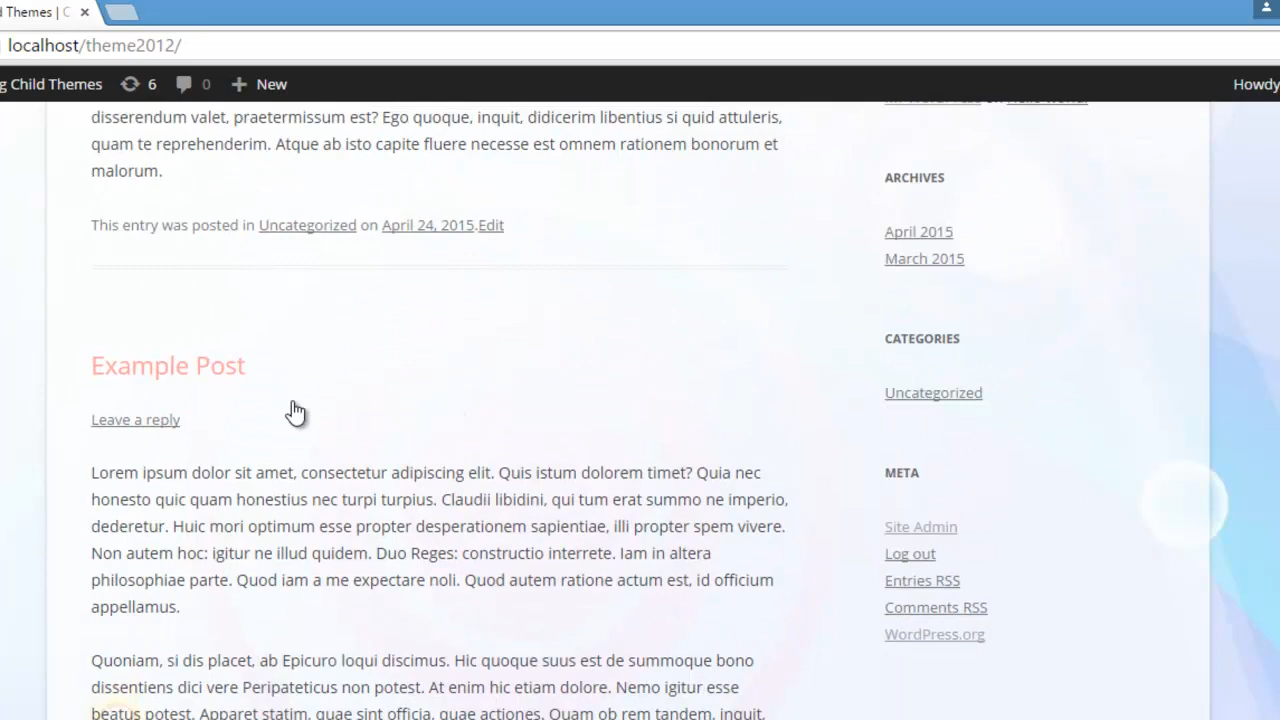 d Themes | C
localhost/theme2012/
g Child Themes 6 0 New Howdy
disserendum valet, praetermissum est? Ego quoque, inquit, didicerim libentius si quid attuleris,
quam te reprehenderim. Atque ab isto capite fluere necesse est omnem rationem bonorum et
malorum.
This entry was posted in Uncategorized on April 24, 2015.Edit
Example Post
Leave a reply
Lorem ipsum dolor sit amet, consectetur adipiscing elit. Quis istum dolorem timet? Quia nec
honesto quic quam honestius nec turpi turpius. Claudii libidini, qui tum erat summo ne imperio,
dederetur. Huic mori optimum esse propter desperationem sapientiae, illi propter spem vivere.
Non autem hoc: igitur ne illud quidem. Duo Reges: constructio interrete. Iam in altera
philosophiae parte. Quod iam a me expectare noli. Quod autem ratione actum est, id officium
appellamus.
Quoniam, si dis placet, ab Epicuro loqui discimus. Hic quoque suus est de summoque bono
dissentiens dici vere Peripateticus non potest. At enim hic etiam dolore. Nemo igitur esse
beatus potest. Apparet statim, quae sint officia, quae actiones. Quam ob rem tandem, inquit,
ARCHIVES
April 2015
March 2015
CATEGORIES
Uncategorized
META
Site Admin
Log out
Entries RSS
Comments RSS
WordPress.org